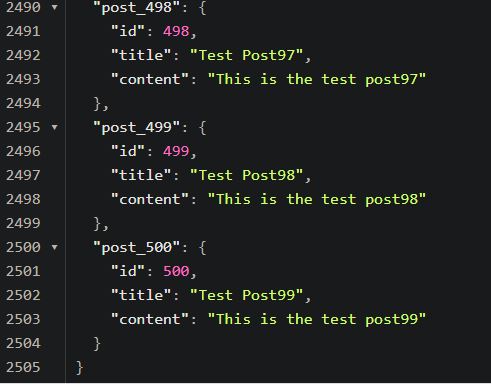 2490 ▾ "post_498": {
2491 "id": 498,
2492 "title": "Test Post97",
2493 "content": "This is the test post97"
2494 },
2495 ▾ "post_499": {
2496 "id": 499,
2497 "title": "Test Post98",
2498 "content": "This is the test post98"
2499 },
2500 ▾ "post_500": {
2501 "id": 500,
2502 "title": "Test Post99",
2503 "content": "This is the test post99"
2504 }
2505 }